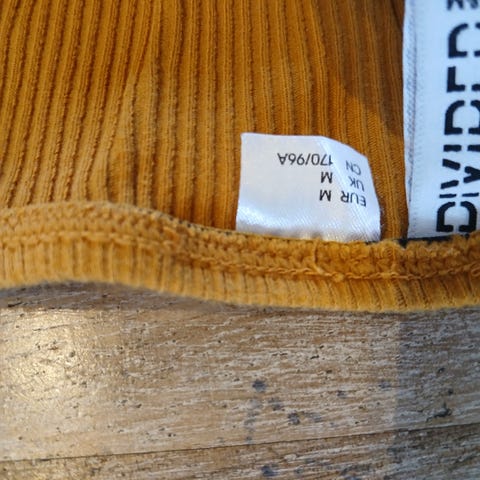 EUR M
UK M
CN 170/96A
DIVIDED